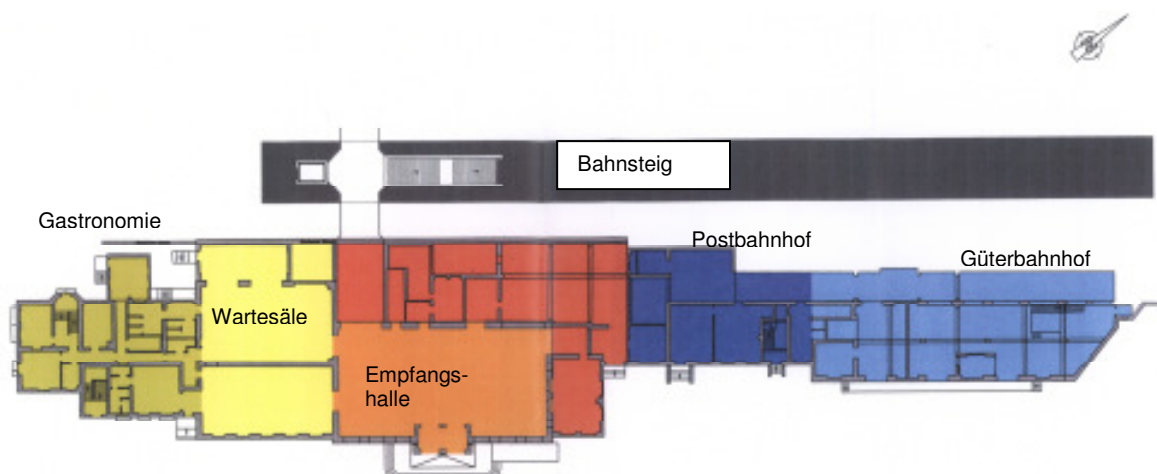 Bahnsteig
Gastronomie
Postbahnhof
Güterbahnhof
Wartesäle
Empfangs-
halle